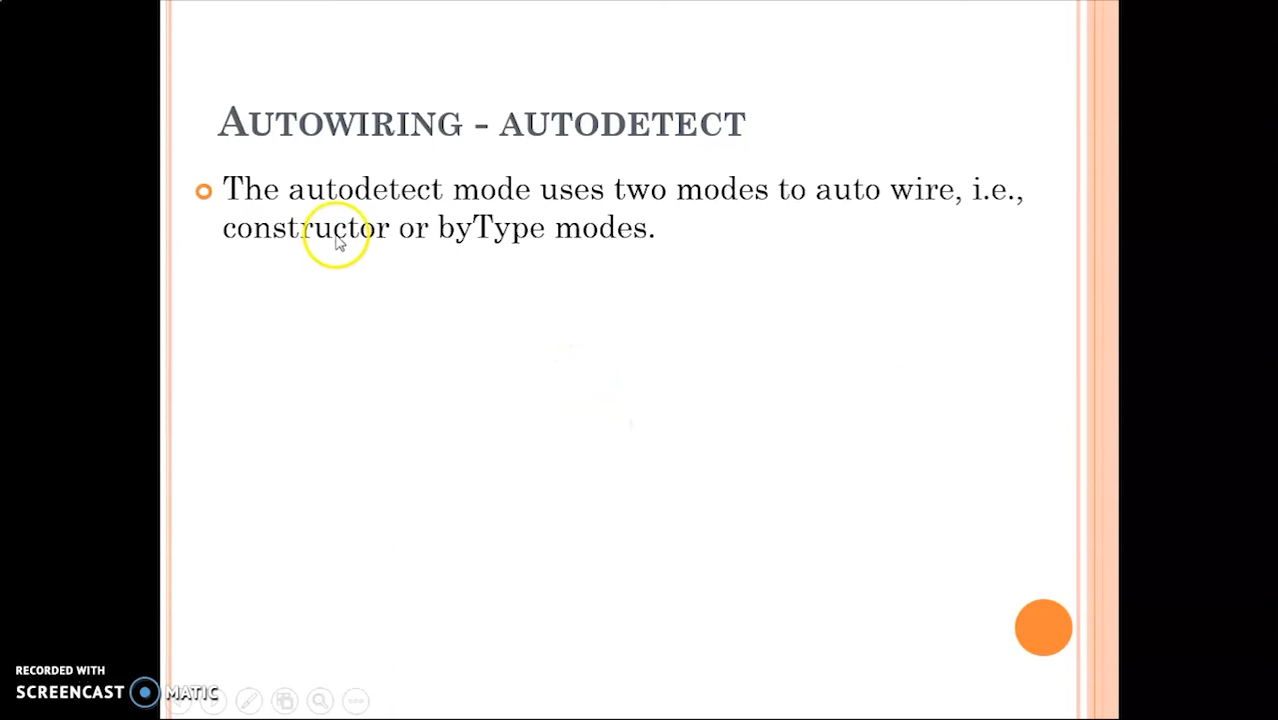 AUTOWIRING - AUTODETECT
The autodetect mode uses two modes to auto wire, i.e.,
constructor or byType modes.
RECORDED WITH
SCREENCAST MATIC